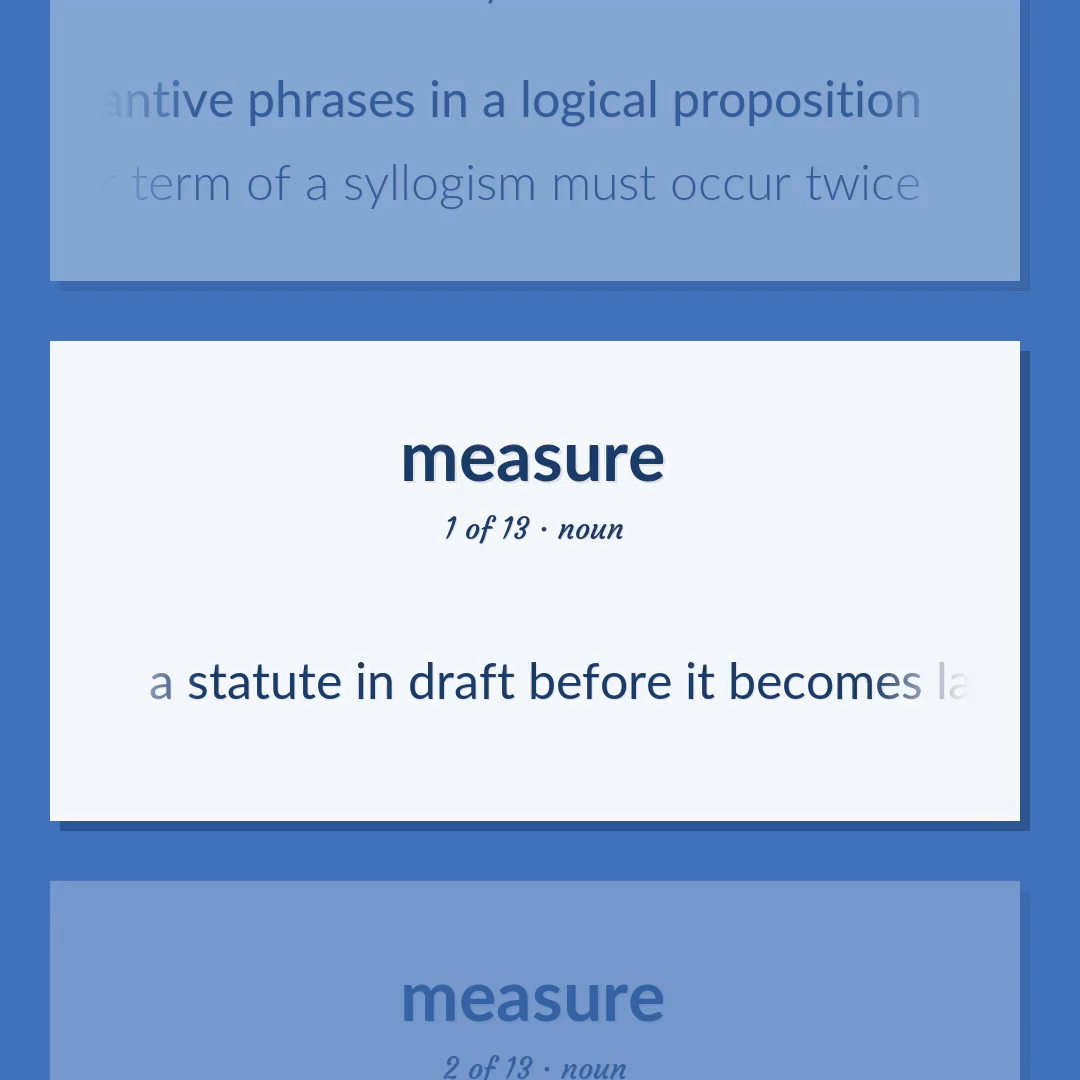 antive phrases in a logical proposition
term of a syllogism must occur twice
measure
1 of 13 · noun
a statute in draft before it becomes la
measure
2 of 13 · noun